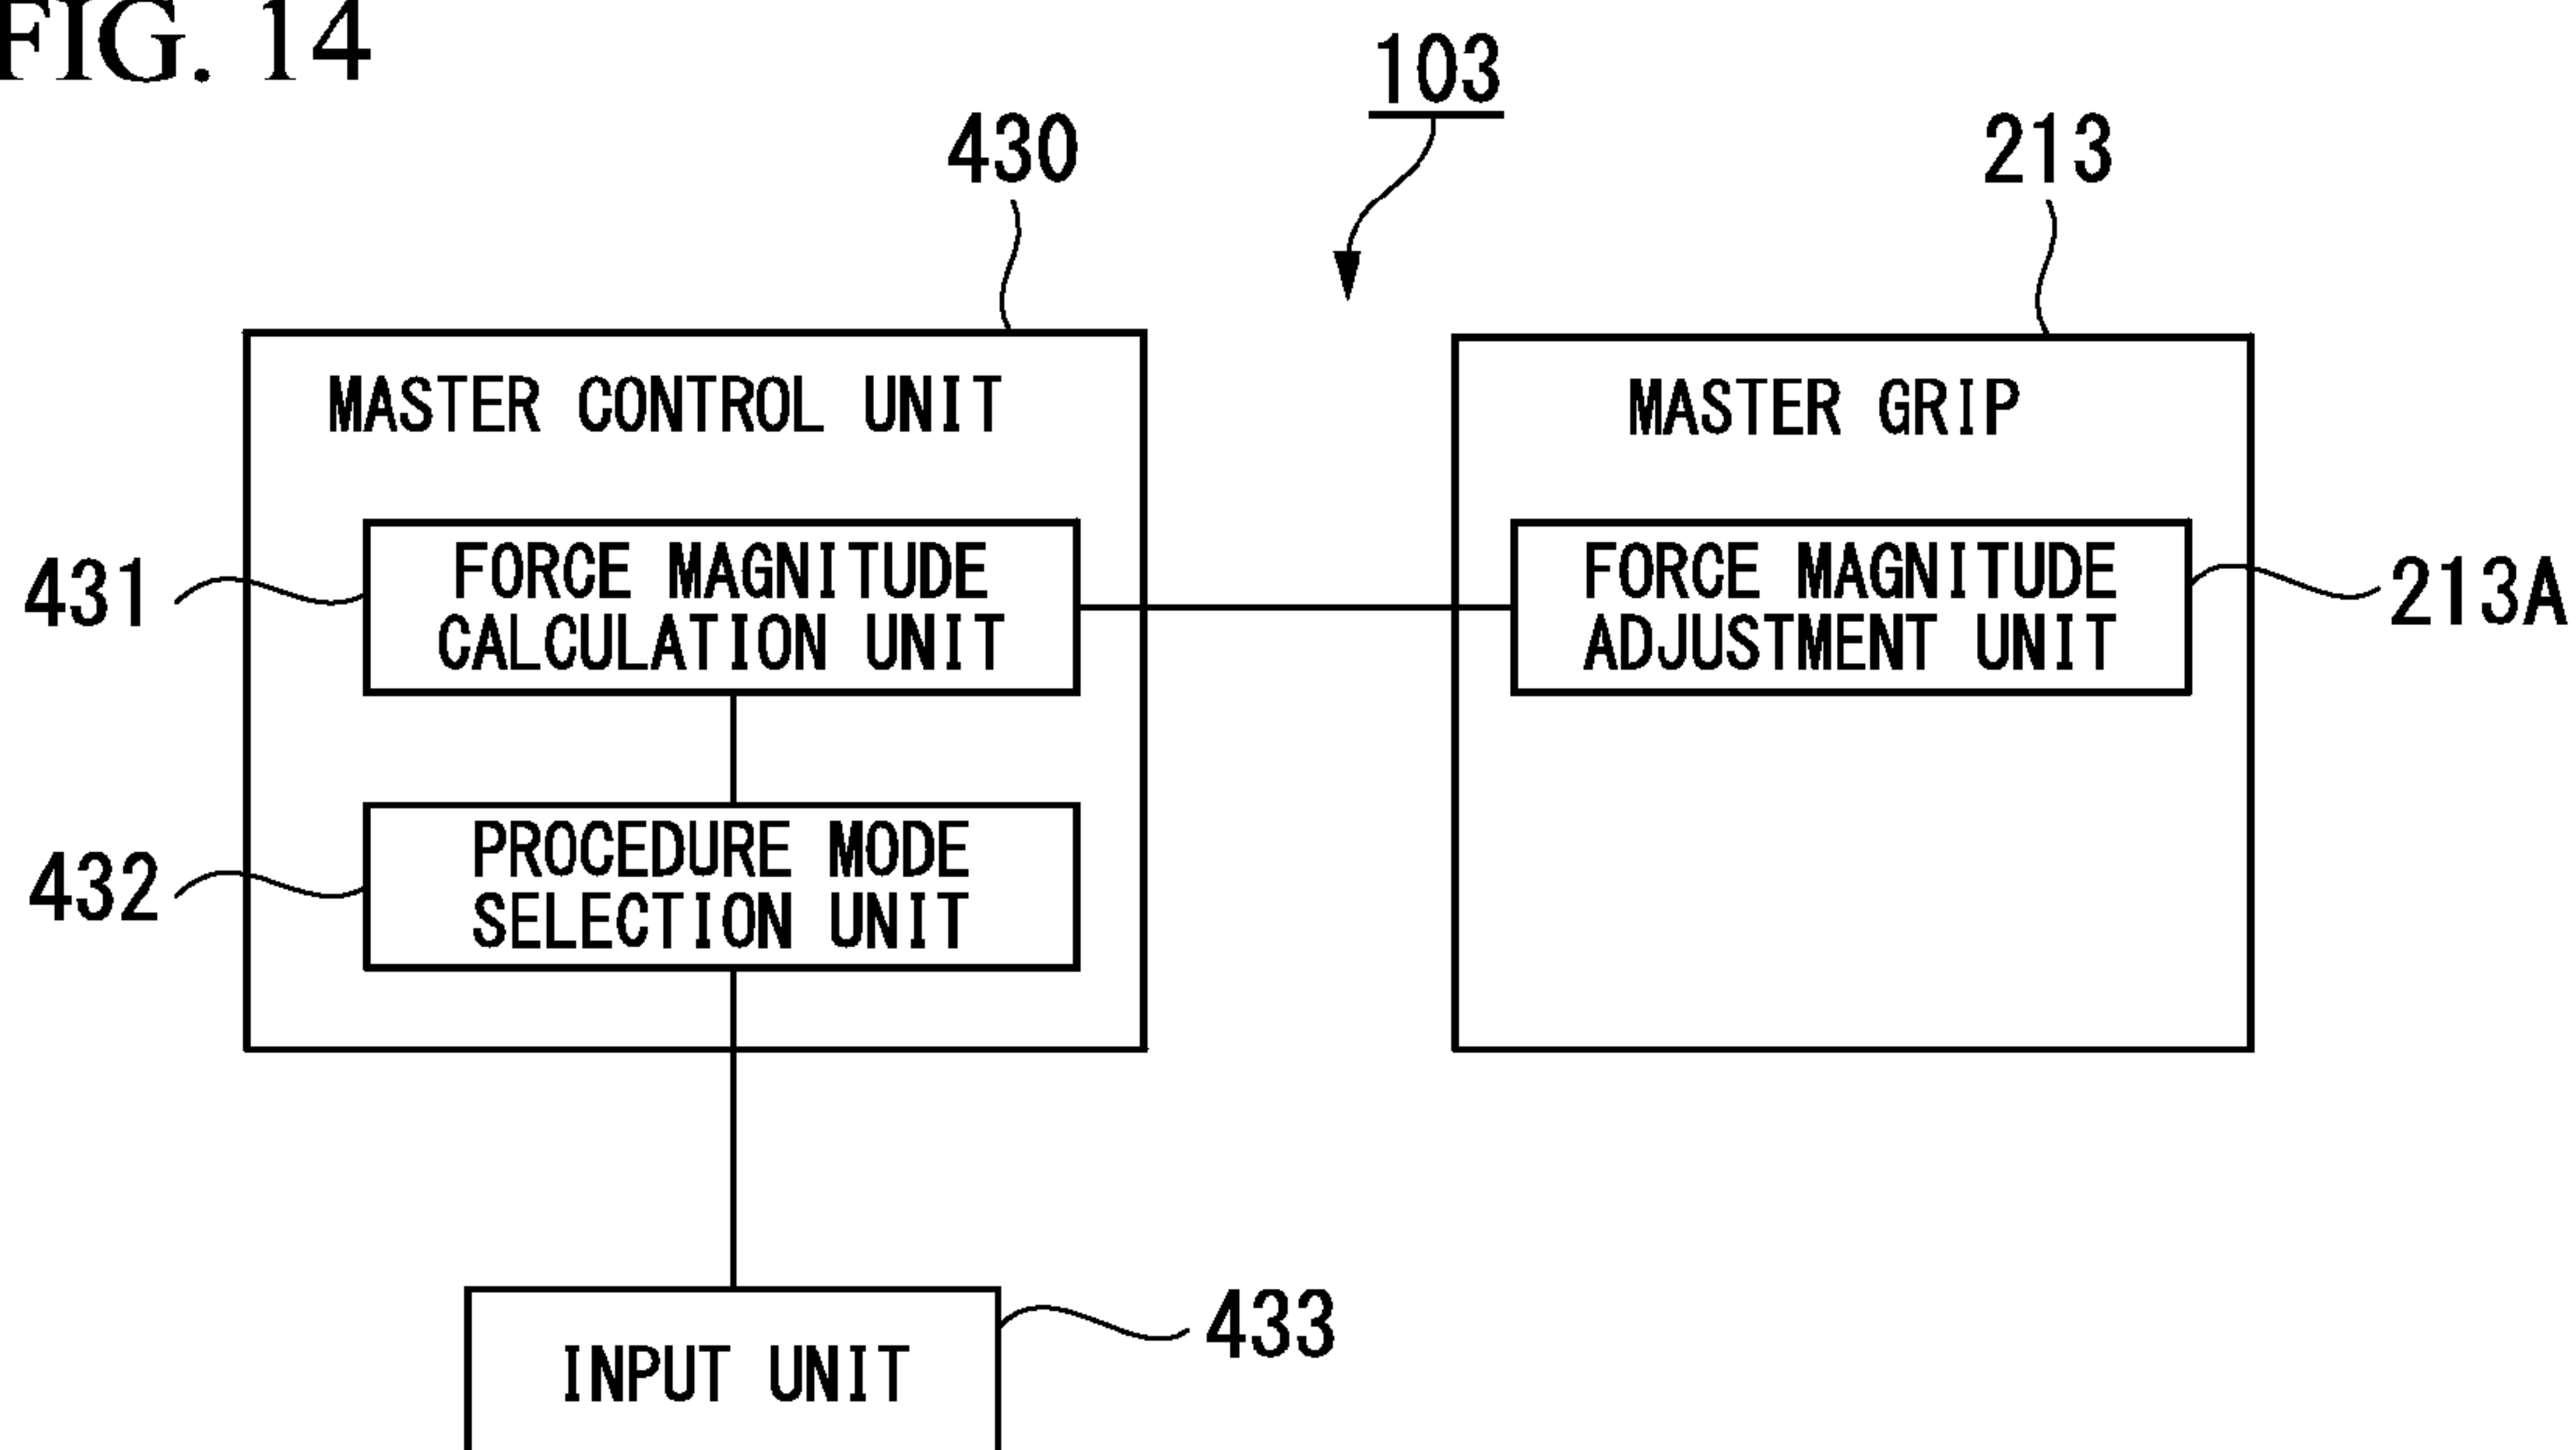 FIG. 14
103
430
213
MASTER CONTROL UNIT
MASTER GRIP
431
FORCE MAGNITUDE
CALCULATION UNIT
FORCE MAGNITUDE
ADJUSTMENT UNIT
213A
432
PROCEDURE MODE
SELECTION UNIT
433
INPUT UNIT